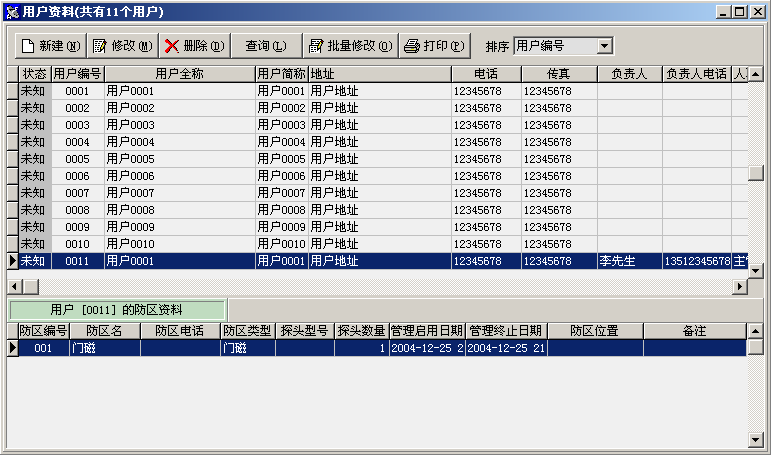 用户资料(共有11个用户)
新建(N) 修改(M) 删除(D) 查询(L) 批量修改(O) 打印(P) 排序 用户编号
状态 用户编号 用户全称 用户简称 地址 电话 传真 负责人 负责人电话
未知 0001 用户0001 用户0001 用户地址 12345678 12345678
未知 0002 用户0002 用户0002 用户地址 12345678 12345678
未知 0003 用户0003 用户0003 用户地址 12345678 12345678
未知 0004 用户0004 用户0004 用户地址 12345678 12345678
未知 0005 用户0005 用户0005 用户地址 12345678 12345678
未知 0006 用户0006 用户0006 用户地址 12345678 12345678
未知 0007 用户0007 用户0007 用户地址 12345678 12345678
未知 0008 用户0008 用户0008 用户地址 12345678 12345678
未知 0009 用户0009 用户0009 用户地址 12345678 12345678
未知 0010 用户0010 用户0010 用户地址 12345678 12345678
未知 0011 用户0001 用户0001 用户地址 12345678 12345678 李先生 13512345678 主
用户 [0011] 的防区资料
防区编号 防区名 防区电话 防区类型 探头型号 探头数量 管理启用日期 管理终止日期 防区位置 备注
001 门磁 门磁 1 2004-12-25 2 2004-12-25 21